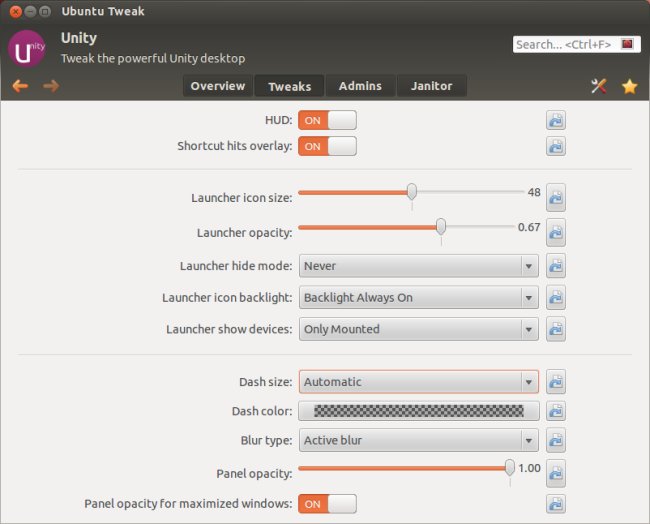 Ubuntu Tweak
Unity
Unity
Tweak the powerful Unity desktop
Search... <Ctrl+F>
Overview Tweaks Admins Janitor
HUD: ON
Shortcut hits overlay: ON
Launcher icon size: 48
Launcher opacity: 0.67
Launcher hide mode: Never
Launcher icon backlight: Backlight Always On
Launcher show devices: Only Mounted
Dash size: Automatic
Dash color:
Blur type: Active blur
Panel opacity: 1.00
Panel opacity for maximized windows: ON